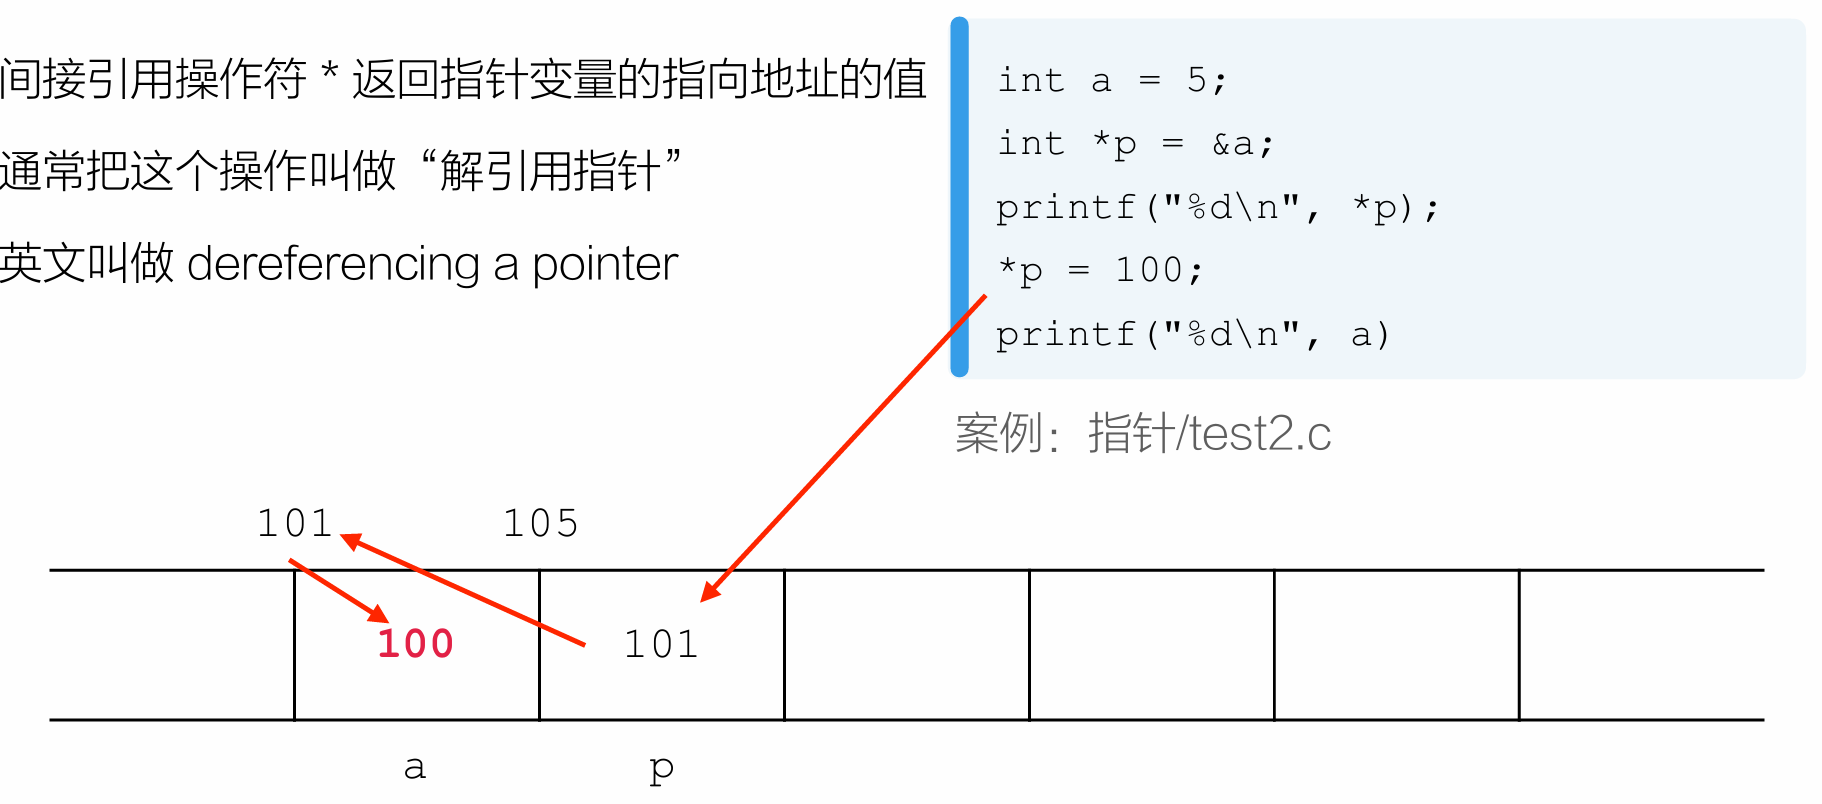 间接引用操作符 * 返回指针变量的指向地址的值
通常把这个操作叫做“解引用指针”
英文叫做 dereferencing a pointer
int a = 5;
int *p = &a;
printf("%d\n", *p);
*p = 100;
printf("%d\n", a)
案例：指针/test2.c
101 105
100 101
a p